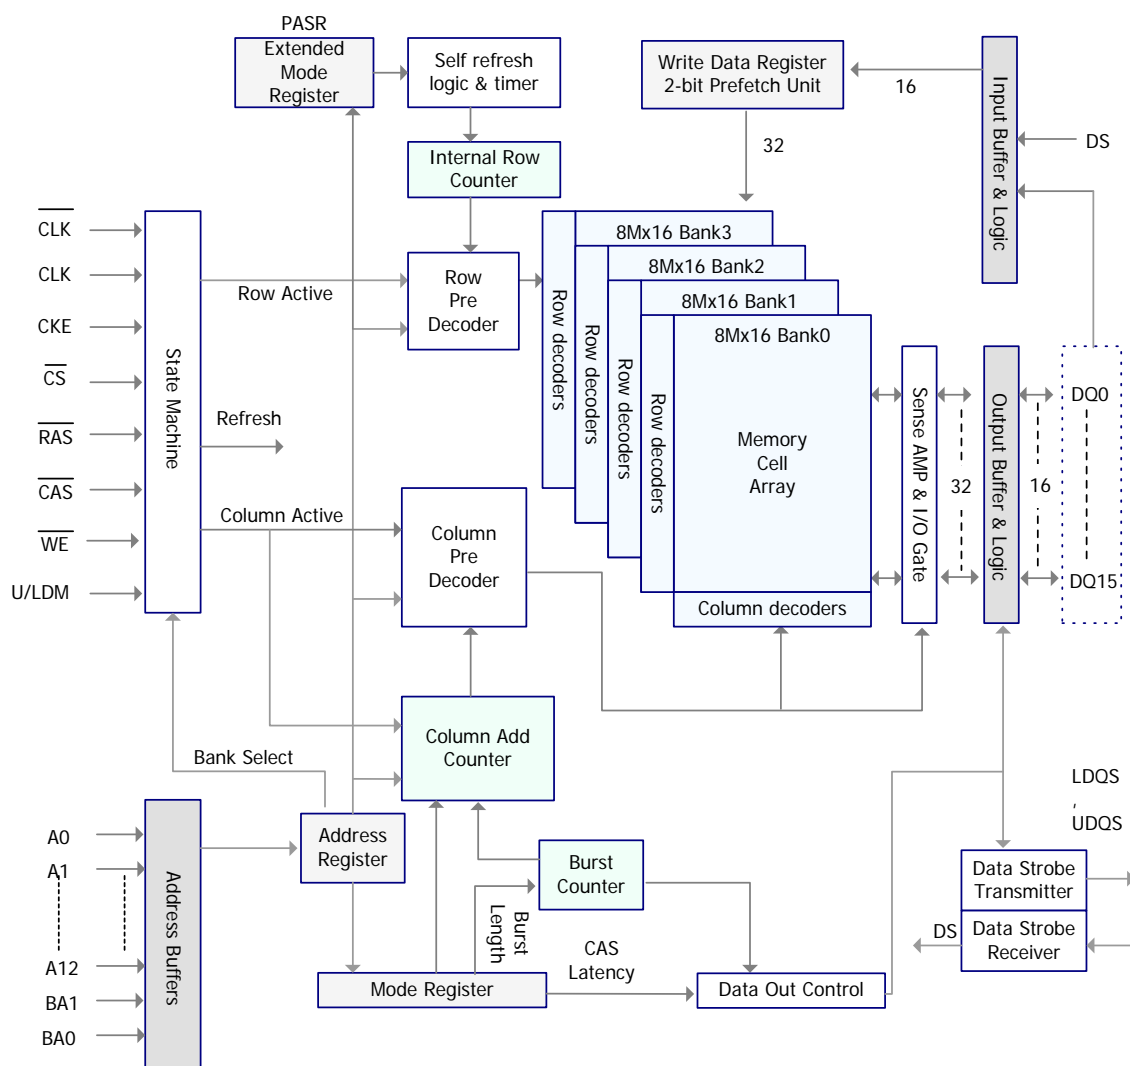 PASR
Extended
Mode
Register
Self refresh
logic & timer
Internal Row
Counter
Write Data Register
2-bit Prefetch Unit
16
32
Input Buffer & Logic
DS
CLK
CLK
CKE
CS
RAS
CAS
WE
U/LDM
State Machine
Row Active
Refresh
Column Active
Row
Pre
Decoder
8Mx16 Bank3
8Mx16 Bank2
8Mx16 Bank1
8Mx16 Bank0
Row decoders
Row decoders
Row decoders
Row decoders
Memory
Cell
Array
Column decoders
Sense AMP & I/O Gate
32
Output Buffer & Logic
16
DQ0
DQ15
Column
Pre
Decoder
Column Add
Counter
Bank Select
A0
A1
A12
BA1
BA0
Address Buffers
Address
Register
Burst
Counter
Burst
Length
CAS
Latency
Mode Register
Data Out Control
LDQS
,
UDQS
Data Strobe
Transmitter
DS
Data Strobe
Receiver